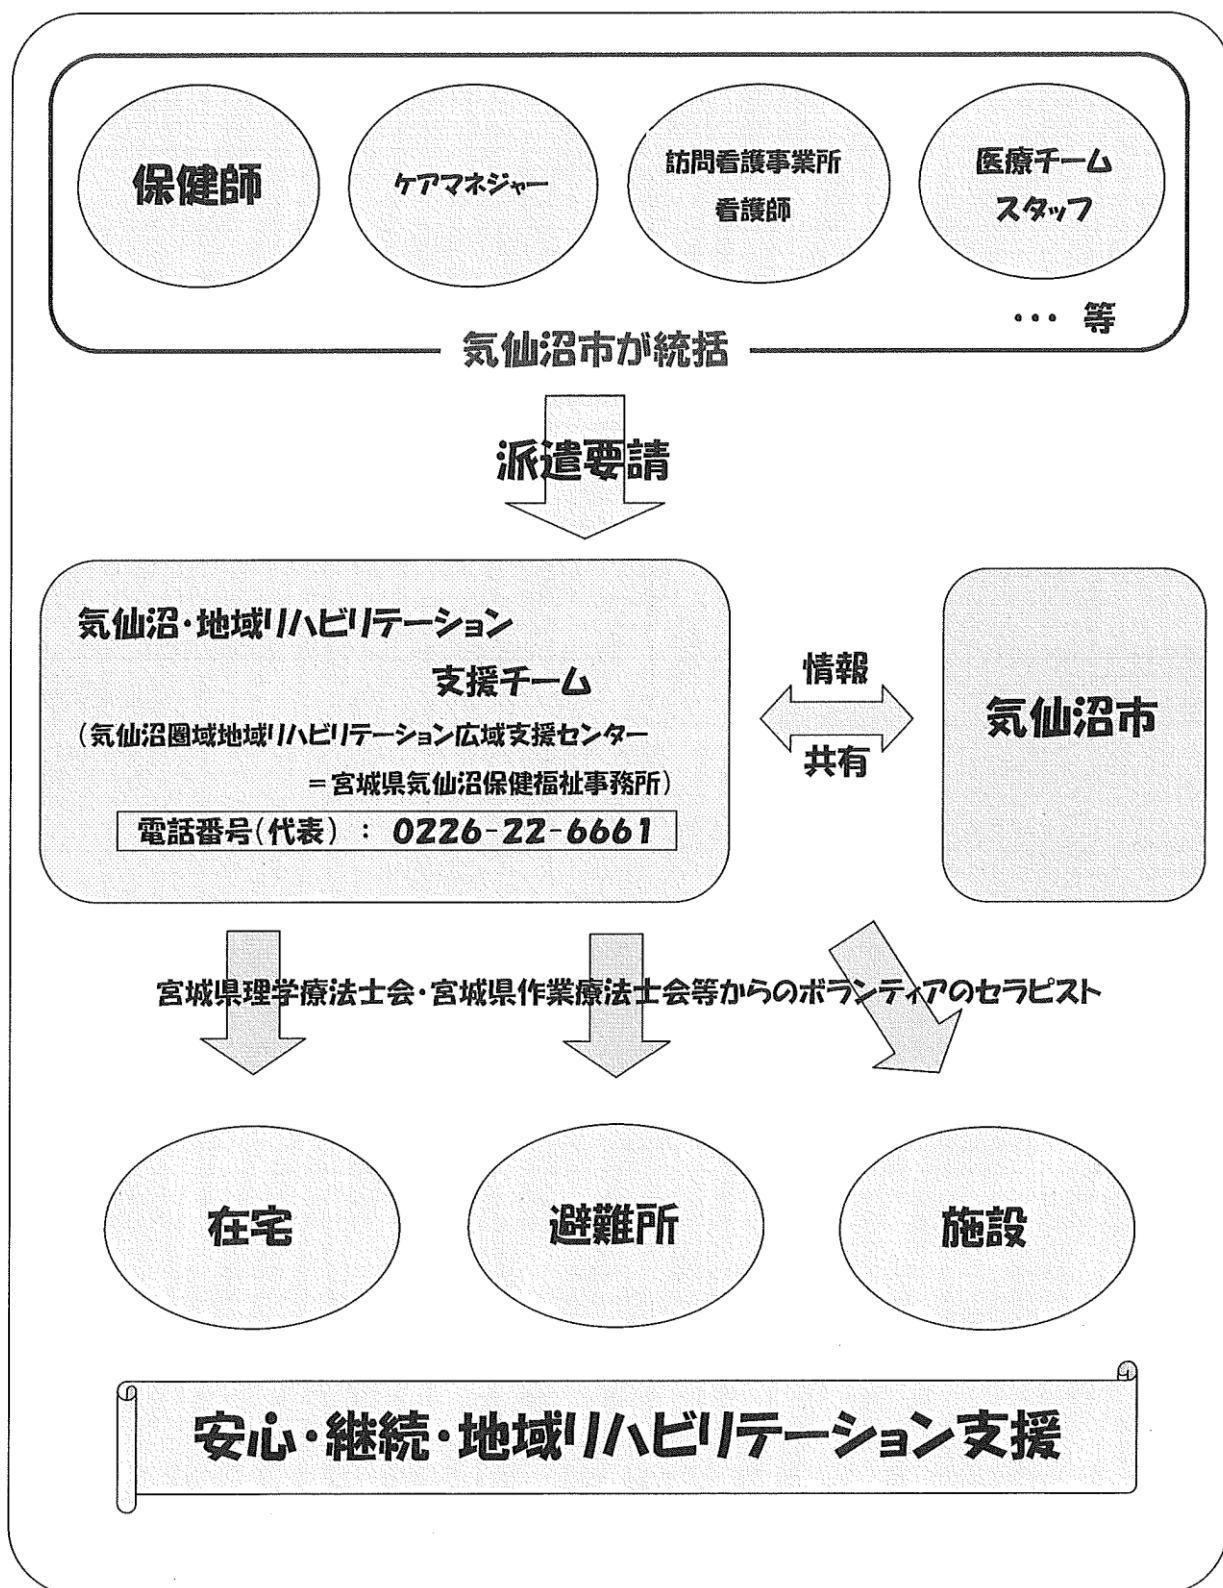 保健師
ケアマネジャー
訪問看護事業所
看護師
医療チーム
スタッフ
… 等
気仙沼市が統括
派遣要請
気仙沼・地域リハビリテーション
支援チーム
(気仙沼圏域地域リハビリテーション広域支援センター
=宮城県気仙沼保健福祉事務所)
電話番号(代表) : 0226-22-6661
情報
共有
気仙沼市
宮城県理学療法士会・宮城県作業療法士会等からのボランティアのセラピスト
在宅
避難所
施設
安心・継続・地域リハビリテーション支援